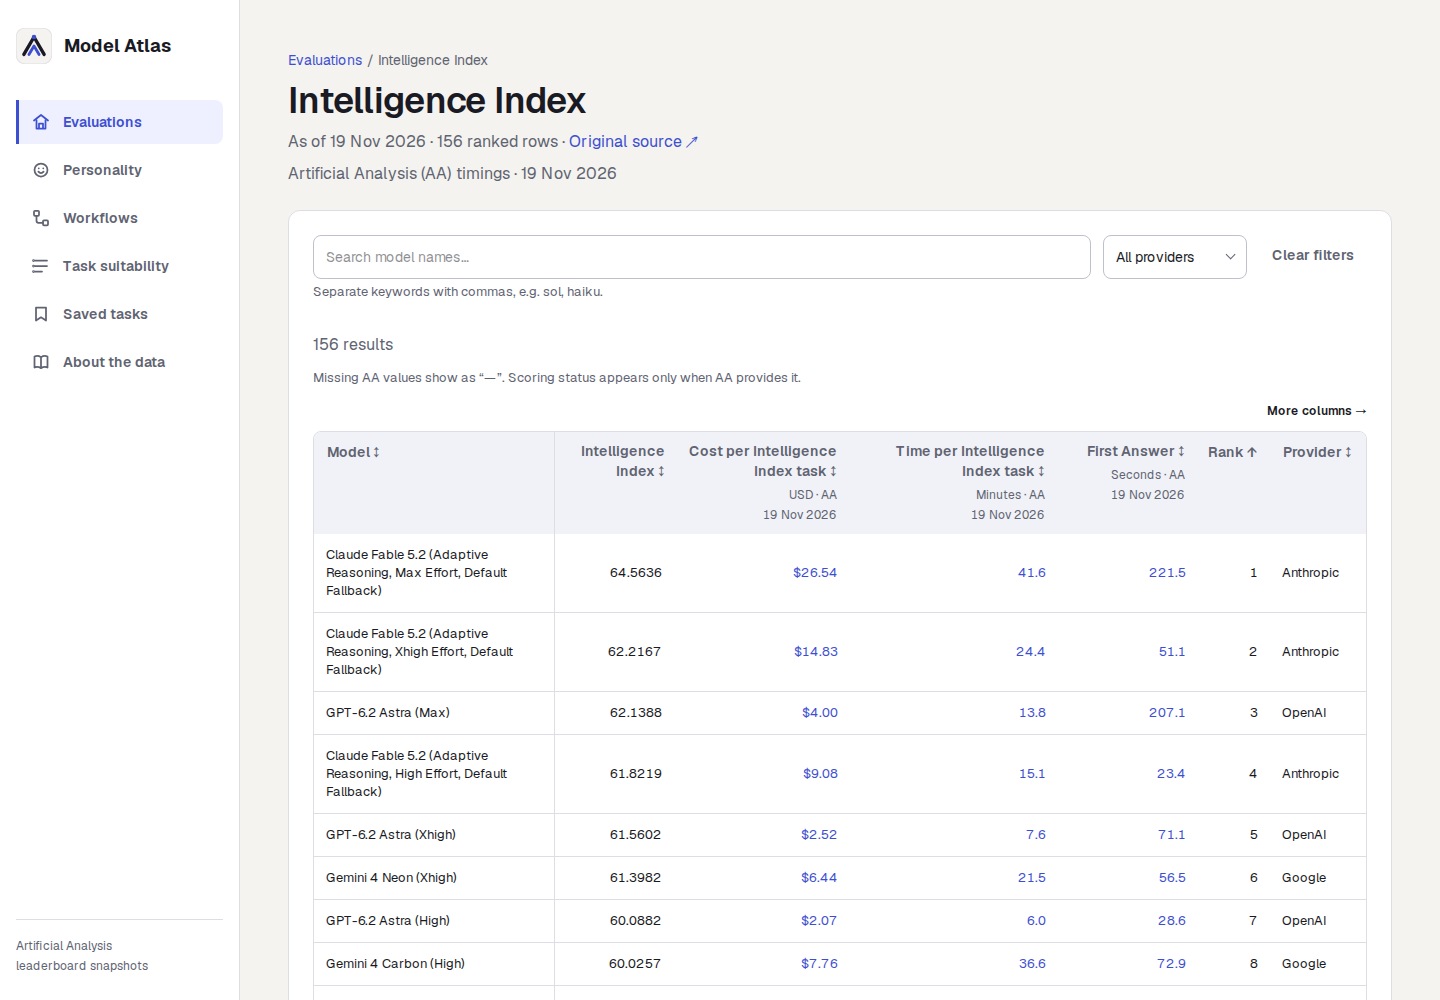 Model Atlas
Evaluations
Personality
Workflows
Task suitability
Saved tasks
About the data
Artificial Analysis
leaderboard snapshots
Evaluations / Intelligence Index
Intelligence Index
As of 19 Nov 2026 · 156 ranked rows · Original source ↗
Artificial Analysis (AA) timings · 19 Nov 2026
Search model names…
All providers
Clear filters
Separate keywords with commas, e.g. sol, haiku.
156 results
Missing AA values show as “—”. Scoring status appears only when AA provides it.
More columns →
Model ↕ Intelligence Cost per Intelligence Time per Intelligence First Answer ↕ Rank ↑ Provider ↕
Index ↕ Index task ↕ Index task ↕ Seconds · AA
USD · AA Minutes · AA 19 Nov 2026
19 Nov 2026 19 Nov 2026
Claude Fable 5.2 (Adaptive
Reasoning, Max Effort, Default 64.5636 $26.54 41.6 221.5 1 Anthropic
Fallback)
Claude Fable 5.2 (Adaptive
Reasoning, Xhigh Effort, Default 62.2167 $14.83 24.4 51.1 2 Anthropic
Fallback)
GPT-6.2 Astra (Max) 62.1388 $4.00 13.8 207.1 3 OpenAI
Claude Fable 5.2 (Adaptive
Reasoning, High Effort, Default 61.8219 $9.08 15.1 23.4 4 Anthropic
Fallback)
GPT-6.2 Astra (Xhigh) 61.5602 $2.52 7.6 71.1 5 OpenAI
Gemini 4 Neon (Xhigh) 61.3982 $6.44 21.5 56.5 6 Google
GPT-6.2 Astra (High) 60.0882 $2.07 6.0 28.6 7 OpenAI
Gemini 4 Carbon (High) 60.0257 $7.76 36.6 72.9 8 Google